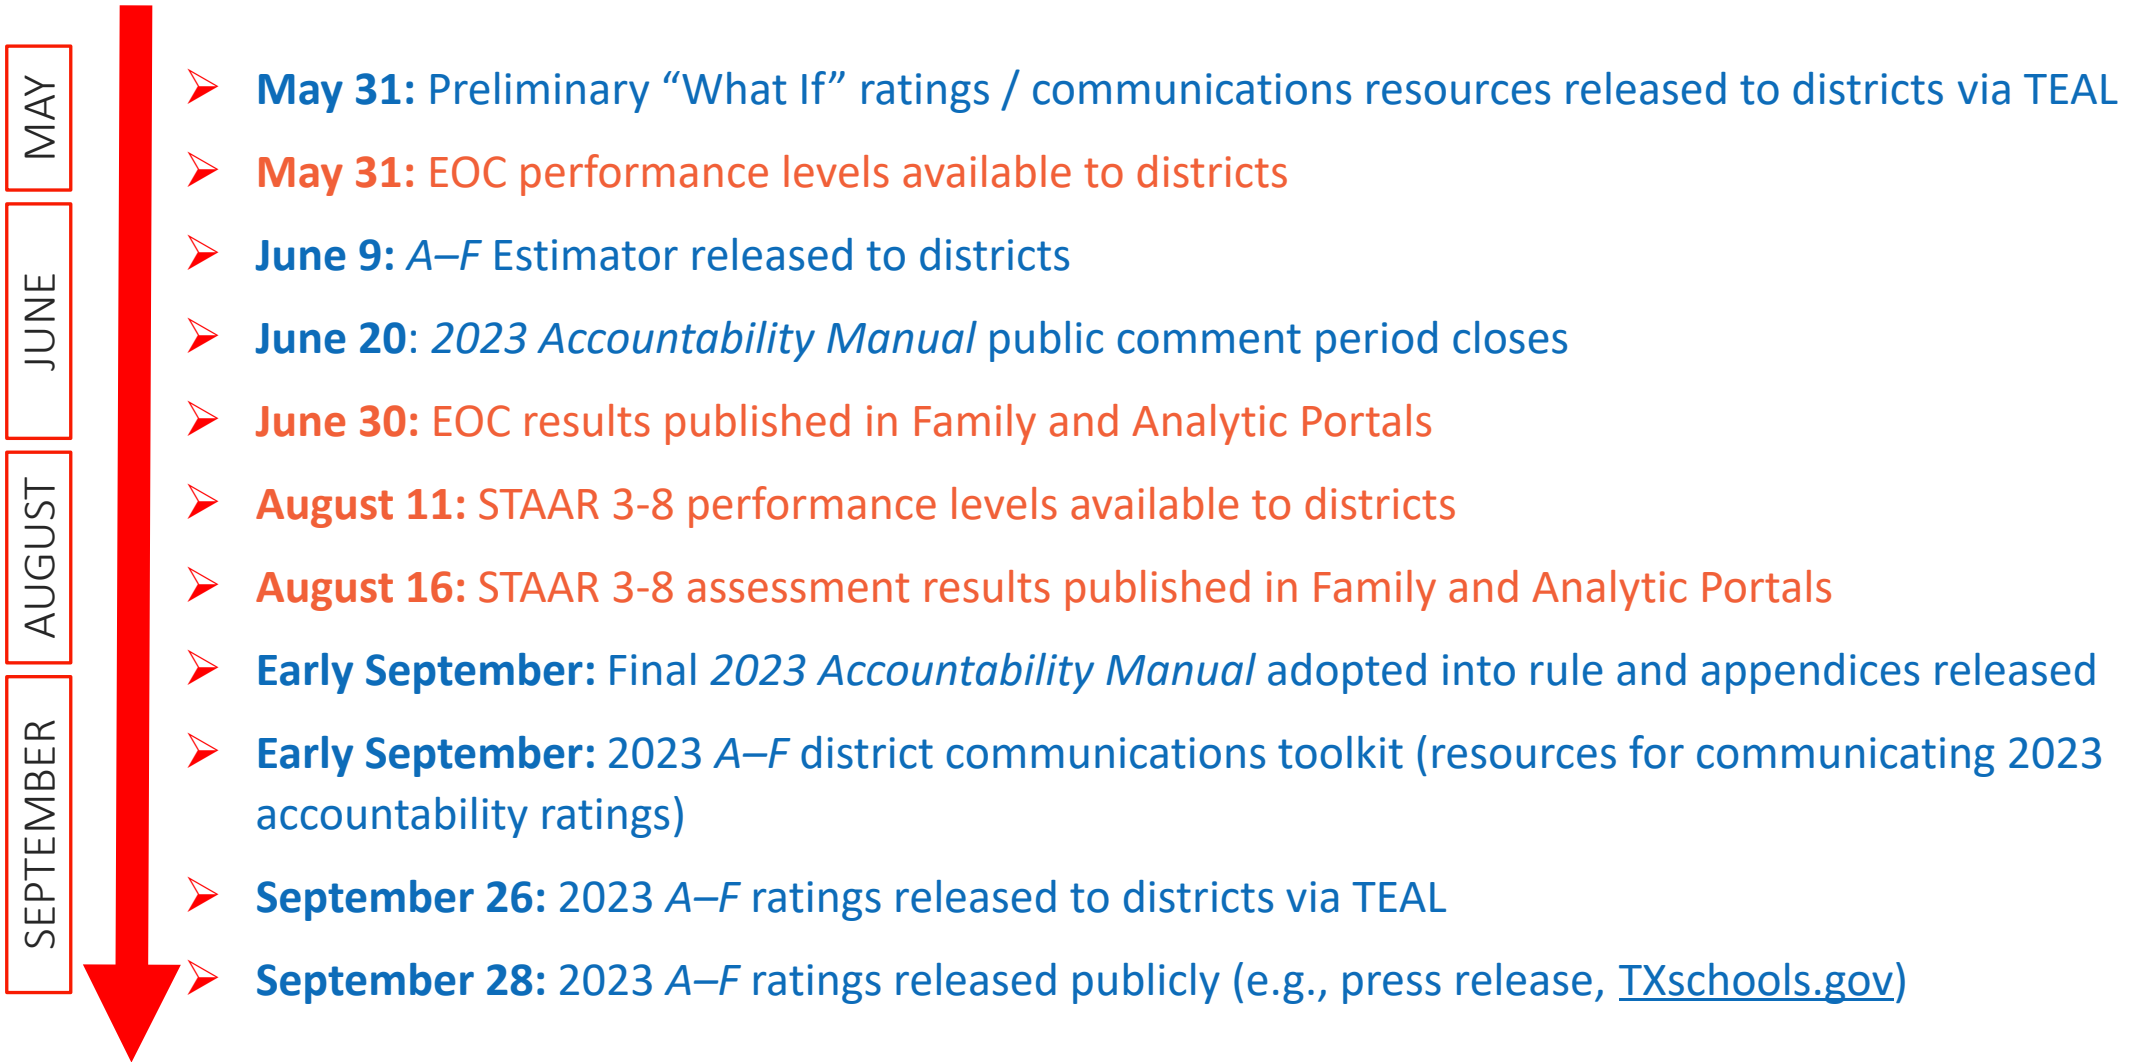 MAY
May 31: Preliminary “What If” ratings / communications resources released to districts via TEAL
May 31: EOC performance levels available to districts
JUNE
June 9: A–F Estimator released to districts
June 20: 2023 Accountability Manual public comment period closes
June 30: EOC results published in Family and Analytic Portals
AUGUST
August 11: STAAR 3-8 performance levels available to districts
August 16: STAAR 3-8 assessment results published in Family and Analytic Portals
SEPTEMBER
Early September: Final 2023 Accountability Manual adopted into rule and appendices released
Early September: 2023 A–F district communications toolkit (resources for communicating 2023
accountability ratings)
September 26: 2023 A–F ratings released to districts via TEAL
September 28: 2023 A–F ratings released publicly (e.g., press release, TXschools.gov)